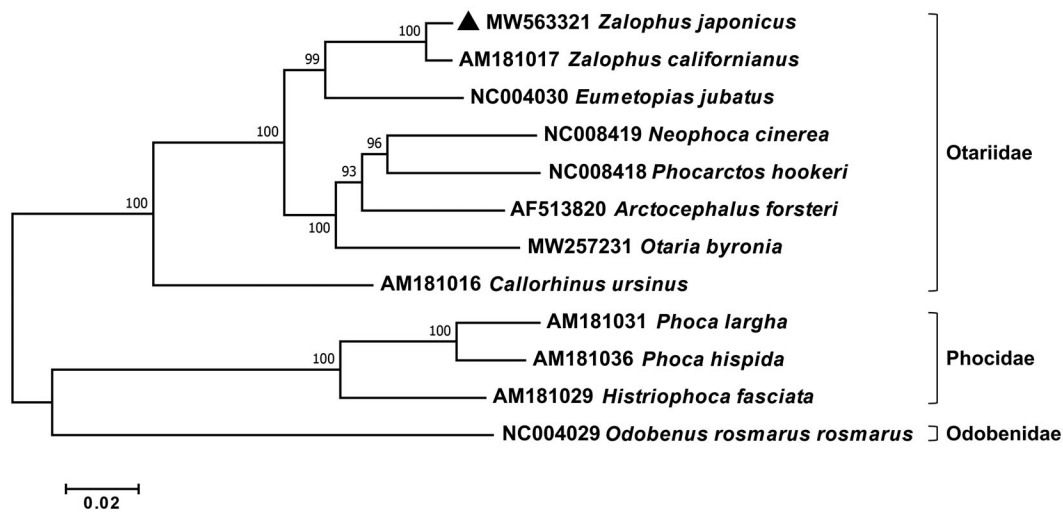 100
MW563321 Zalophus japonicus
99
AM181017 Zalophus californianus
NC004030 Eumetopias jubatus
100
96
NC008419 Neophoca cinerea
Otariidae
93
NC008418 Phocarctos hookeri
100
AF513820 Arctocephalus forsteri
100
MW257231 Otaria byronia
AM181016 Callorhinus ursinus
100
AM181031 Phoca largha
100
AM181036 Phoca hispida
Phocidae
AM181029 Histriophoca fasciata
NC004029 Odobenus rosmarus rosmarus
Odobenidae
0.02